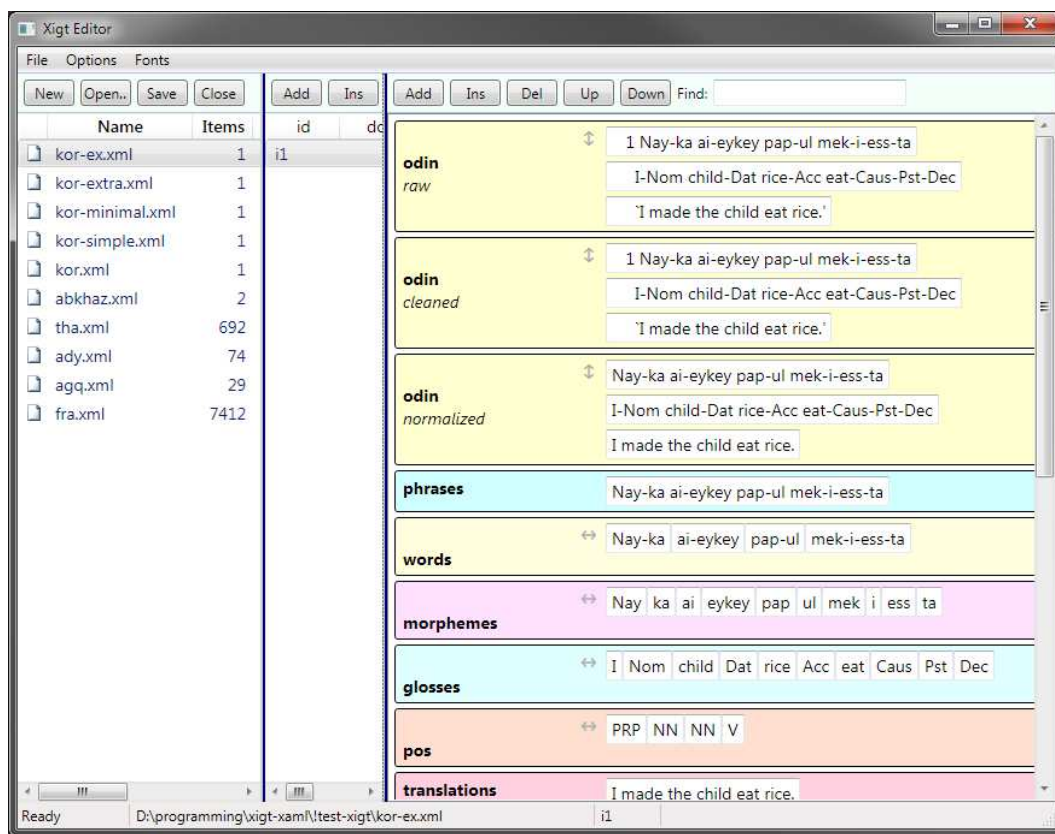 Xigt Editor
File Options Fonts
New Open.. Save Close Add Ins Add Ins Del Up Down Find:
Name Items id do
kor-ex.xml 1 i1
kor-extra.xml 1
kor-minimal.xml 1
kor-simple.xml 1
kor.xml 1
abkhaz.xml 2
tha.xml 692
ady.xml 74
agq.xml 29
fra.xml 7412
odin
raw
1 Nay-ka ai-eykey pap-ul mek-i-ess-ta
I-Nom child-Dat rice-Acc eat-Caus-Pst-Dec
`I made the child eat rice.'
odin
cleaned
1 Nay-ka ai-eykey pap-ul mek-i-ess-ta
I-Nom child-Dat rice-Acc eat-Caus-Pst-Dec
`I made the child eat rice.'
odin
normalized
Nay-ka ai-eykey pap-ul mek-i-ess-ta
I-Nom child-Dat rice-Acc eat-Caus-Pst-Dec
I made the child eat rice.
phrases Nay-ka ai-eykey pap-ul mek-i-ess-ta
words Nay-ka ai-eykey pap-ul mek-i-ess-ta
morphemes Nay ka ai eykey pap ul mek i ess ta
glosses I Nom child Dat rice Acc eat Caus Pst Dec
pos PRP NN NN V
translations I made the child eat rice.
Ready D:\programming\xigt-xaml\!test-xigt\kor-ex.xml i1